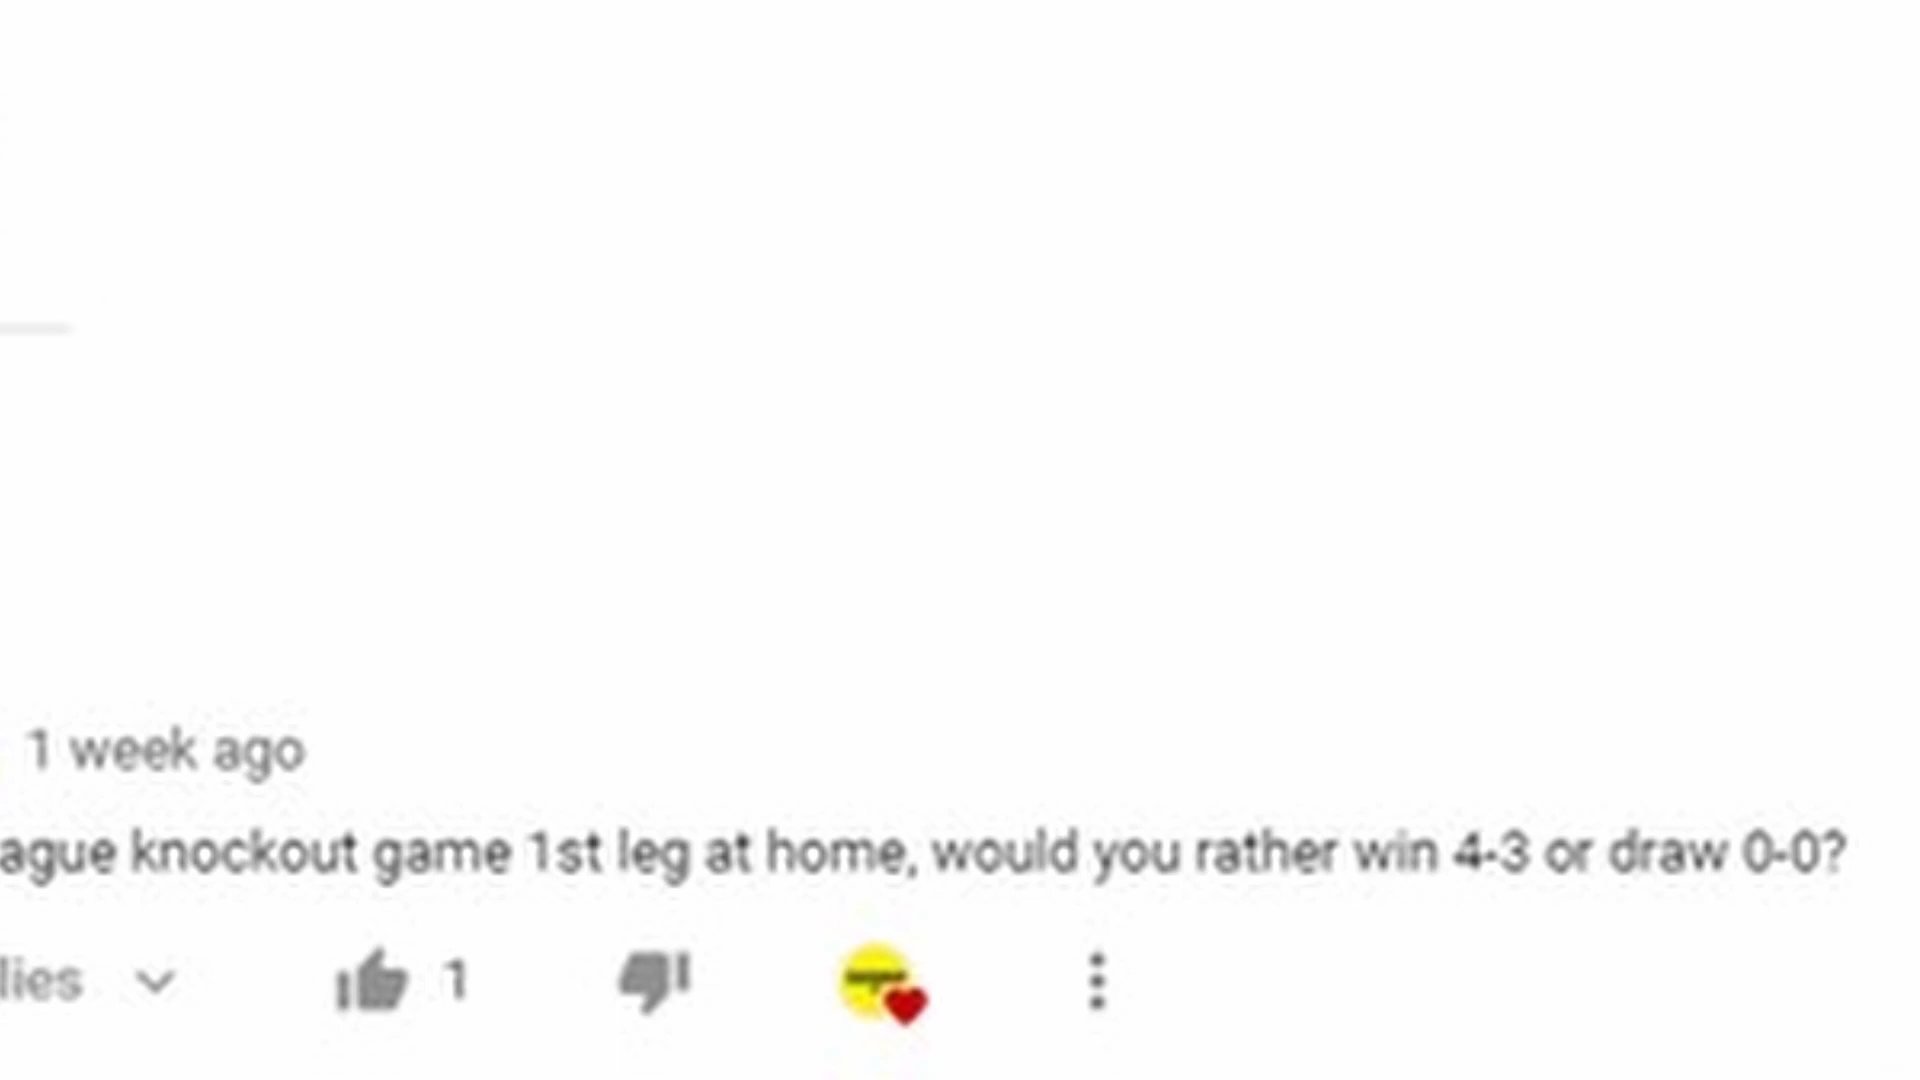 1 week ago
ague knockout game 1st leg at home, would you rather win 4-3 or draw 0-0?
lies 1